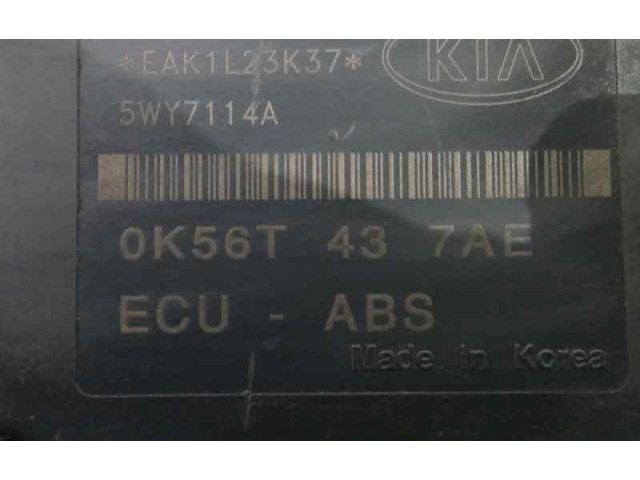 *EAK1L23K37*
KIA
5WY7114A
0K56T 43 7AE
ECU - ABS
Made in Korea